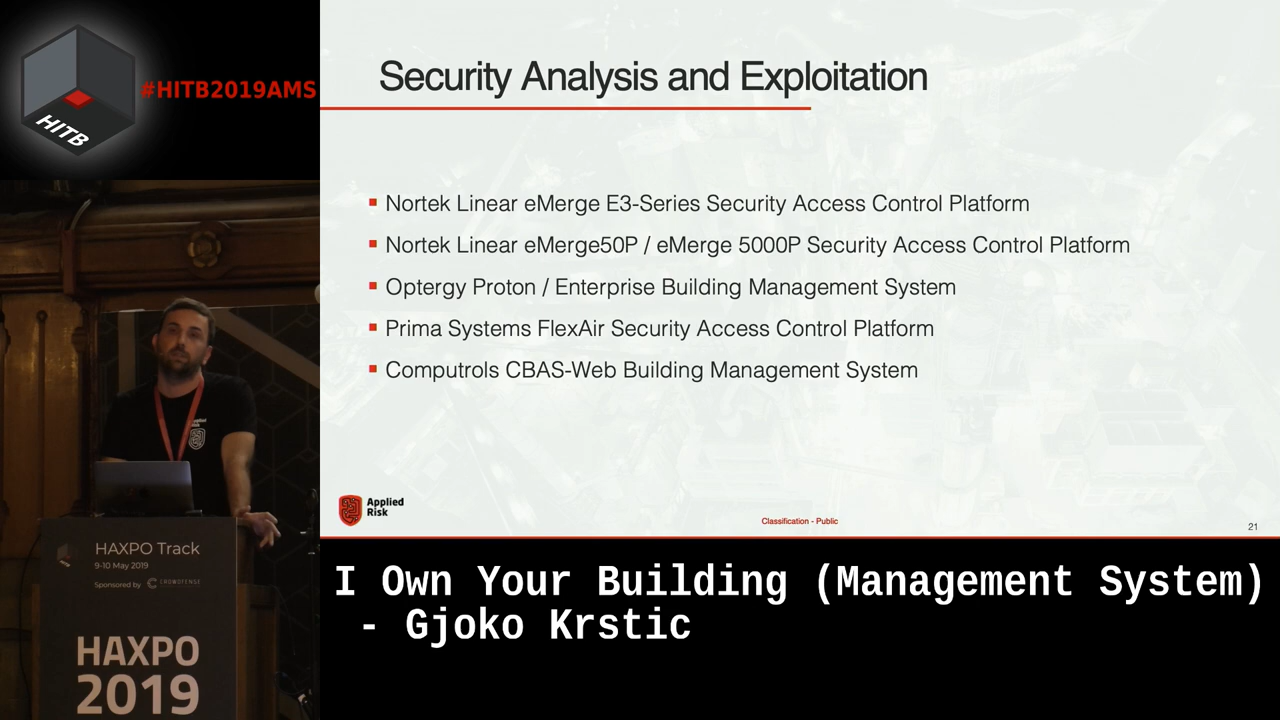 HITB
#HITB2019AMS
Security Analysis and Exploitation
Nortek Linear eMerge E3-Series Security Access Control Platform
Nortek Linear eMerge50P / eMerge 5000P Security Access Control Platform
Optergy Proton / Enterprise Building Management System
Prima Systems FlexAir Security Access Control Platform
Computrols CBAS-Web Building Management System
Applied
Risk
Classification - Public
21
Applied
Risk
HAXPO Track
9-10 May 2019
Sponsored by CROWDFENSE
HAXPO
2019
I Own Your Building (Management System)
- Gjoko Krstic